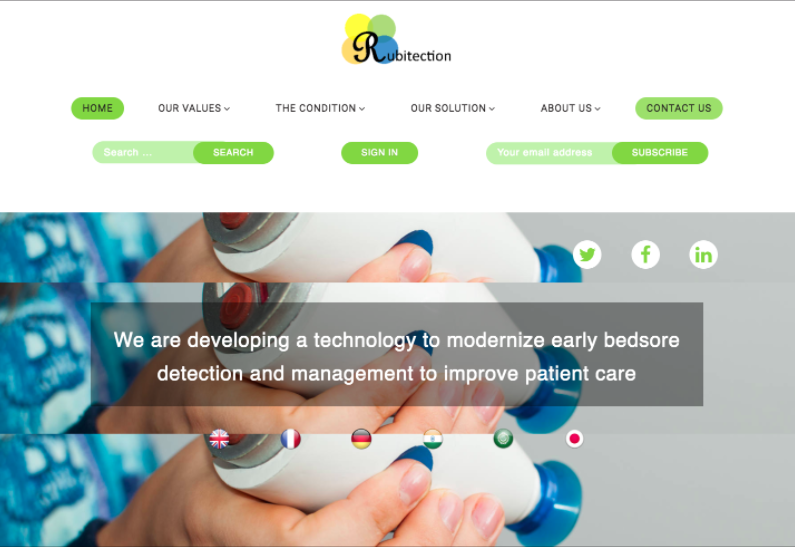 Rubitection
HOME OUR VALUES THE CONDITION OUR SOLUTION ABOUT US CONTACT US
Search ... SEARCH SIGN IN Your email address SUBSCRIBE
We are developing a technology to modernize early bedsore
detection and management to improve patient care